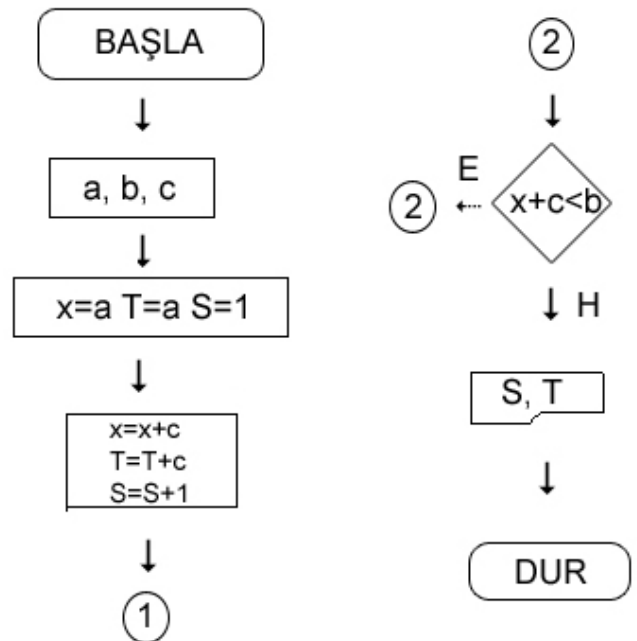 BAŞLA
a, b, c
x=a T=a S=1
x=x+c
T=T+c
S=S+1
1
2
x+c<b
E
2
H
S, T
DUR